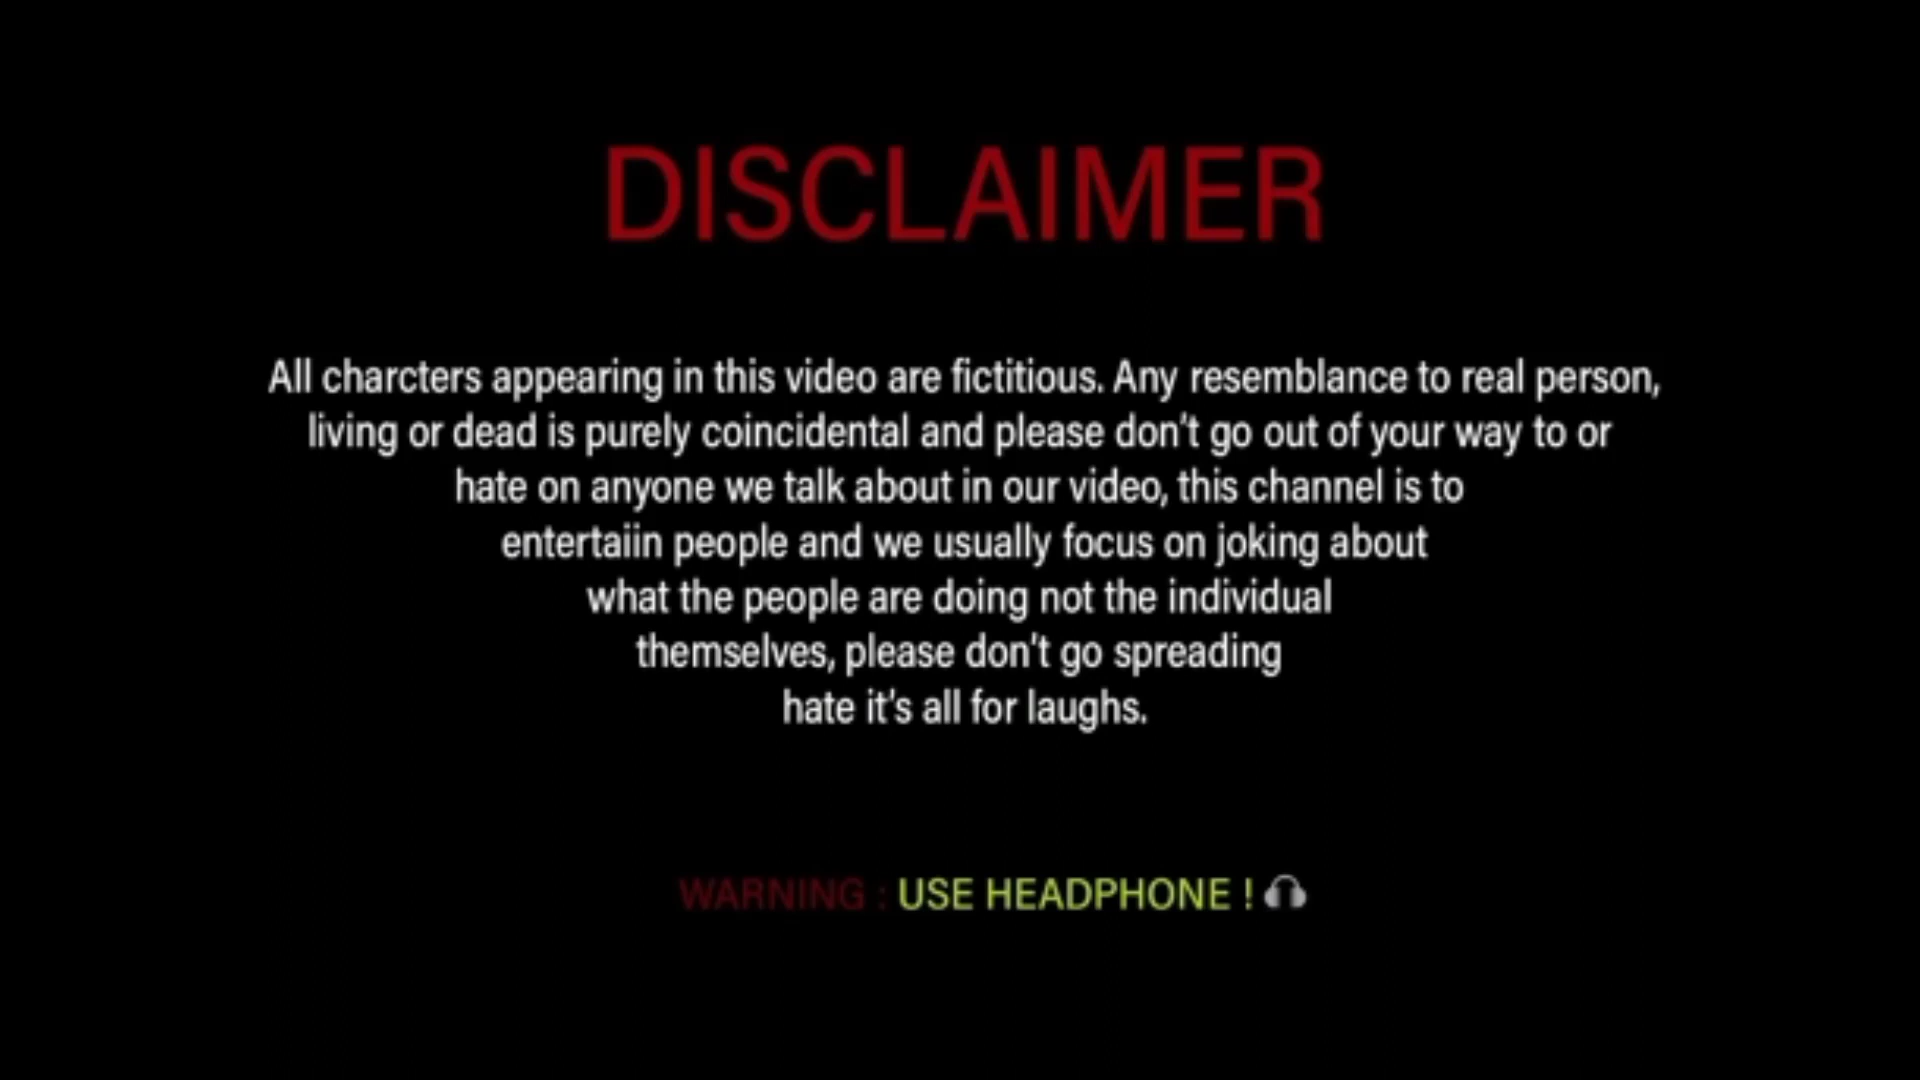 DISCLAIMER
All charcters appearing in this video are fictitious. Any resemblance to real person,
living or dead is purely coincidental and please don't go out of your way to or
hate on anyone we talk about in our video, this channel is to
entertaiin people and we usually focus on joking about
what the people are doing not the individual
themselves, please don't go spreading
hate it's all for laughs.
WARNING : USE HEADPHONE !